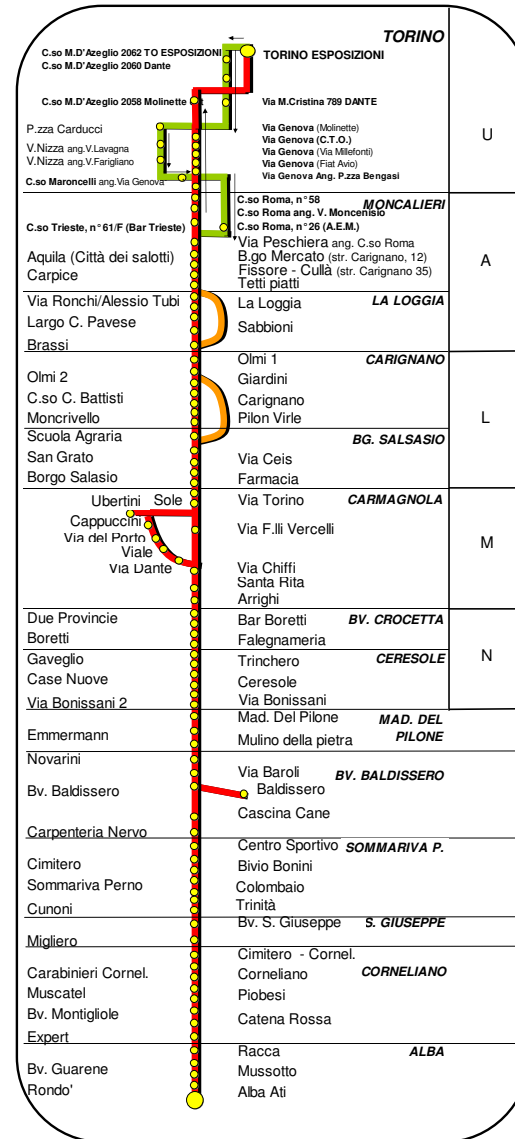 TORINO
C.so M.D'Azeglio 2062 TO ESPOSIZIONI
TORINO ESPOSIZIONI
C.so M.D'Azeglio 2060 Dante
C.so M.D'Azeglio 2058 Molinette
Via M.Cristina 789 DANTE
P.zza Carducci
Via Genova (Molinette)
Via Genova (C.T.O.)
U
V.Nizza ang.V.Lavagna
Via Genova (Via Millefonti)
V.Nizza ang.V.Farigliano
Via Genova (Fiat Avio)
C.so Maroncelli ang.Via Genova
Via Genova Ang. P.zza Bengasi
C.so Roma, n°58
MONCALIERI
C.so Roma ang. V. Moncenisio
C.so Trieste, n°61/F (Bar Trieste)
C.so Roma, n°26 (A.E.M.)
Via Peschiera ang. C.so Roma
Aquila (Città dei salotti)
B.go Mercato (str. Carignano, 12)
A
Carpice
Fissore - Cullà (str. Carignano 35)
Tetti piatti
Via Ronchi/Alessio Tubi
La Loggia
LA LOGGIA
Largo C. Pavese
Sabbioni
Brassi
Olmi 1
CARIGNANO
Olmi 2
Giardini
C.so C. Battisti
Carignano
Moncrivello
Pilon Virle
L
Scuola Agraria
BG. SALSASIO
San Grato
Via Ceis
Borgo Salasio
Farmacia
Ubertini Sole
Via Torino
CARMAGNOLA
Cappuccini
Via F.lli Vercelli
Via del Porto
Viale
M
Via Dante
Via Chiffi
Santa Rita
Arrighi
Due Provincie
Bar Boretti
BV. CROCETTA
Boretti
Falegnameria
Gaveglio
Trinchero
CERESOLE
N
Case Nuove
Ceresole
Via Bonissani 2
Via Bonissani
Mad. Del Pilone
MAD. DEL
PILONE
Emmermann
Mulino della pietra
Novarini
Via Baroli
BV. BALDISSERO
Bv. Baldissero
Baldissero
Cascina Cane
Carpenteria Nervo
Centro Sportivo
SOMMARIVA P.
Cimitero
Bivio Bonini
Sommariva Perno
Colombaio
Cunoni
Trinità
Bv. S. Giuseppe
S. GIUSEPPE
Migliero
Cimitero - Cornel.
Carabinieri Cornel.
Corneliano
CORNELIANO
Muscatel
Piobesi
Bv. Montigliole
Catena Rossa
Expert
Racca
ALBA
Bv. Guarene
Mussotto
Rondo'
Alba Ati